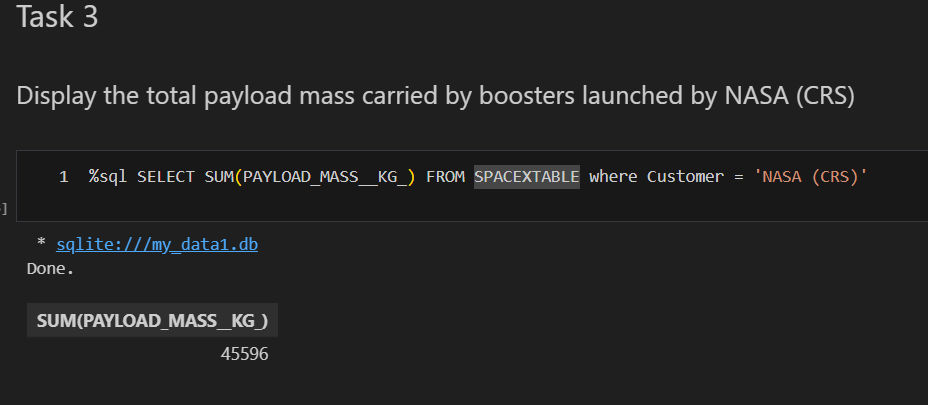 Task 3
Display the total payload mass carried by boosters launched by NASA (CRS)
1 %sql SELECT SUM(PAYLOAD_MASS__KG_) FROM SPACEXTABLE where Customer = 'NASA (CRS)'
]
* sqlite:///my_data1.db
Done.
SUM(PAYLOAD_MASS__KG_)
45596